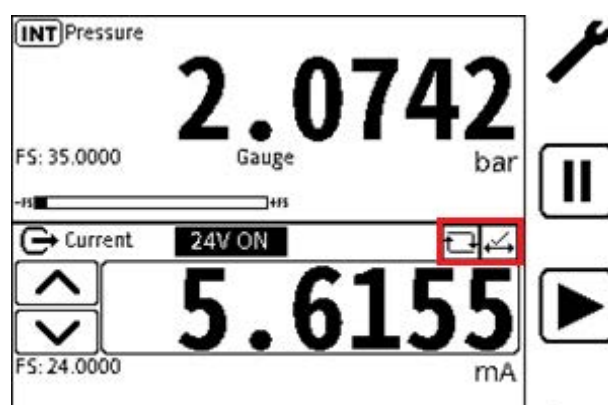 INT Pressure
2.0742
FS: 35.0000 Gauge bar
-FS +FS
Current 24V ON
5.6155
FS: 24.0000 mA